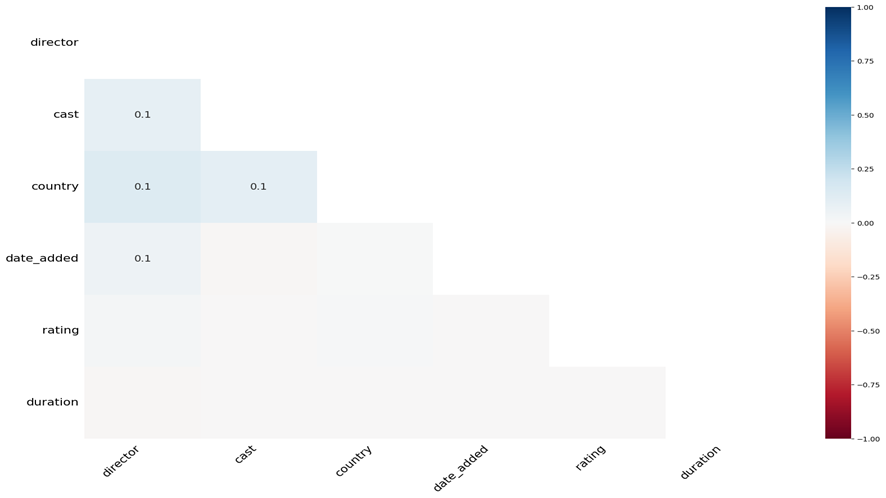 director
cast
0.1
country
0.1 0.1
date_added
0.1
rating
duration
director cast country date_added rating duration
1.00
0.75
0.50
0.25
0.00
−0.25
−0.50
−0.75
−1.00